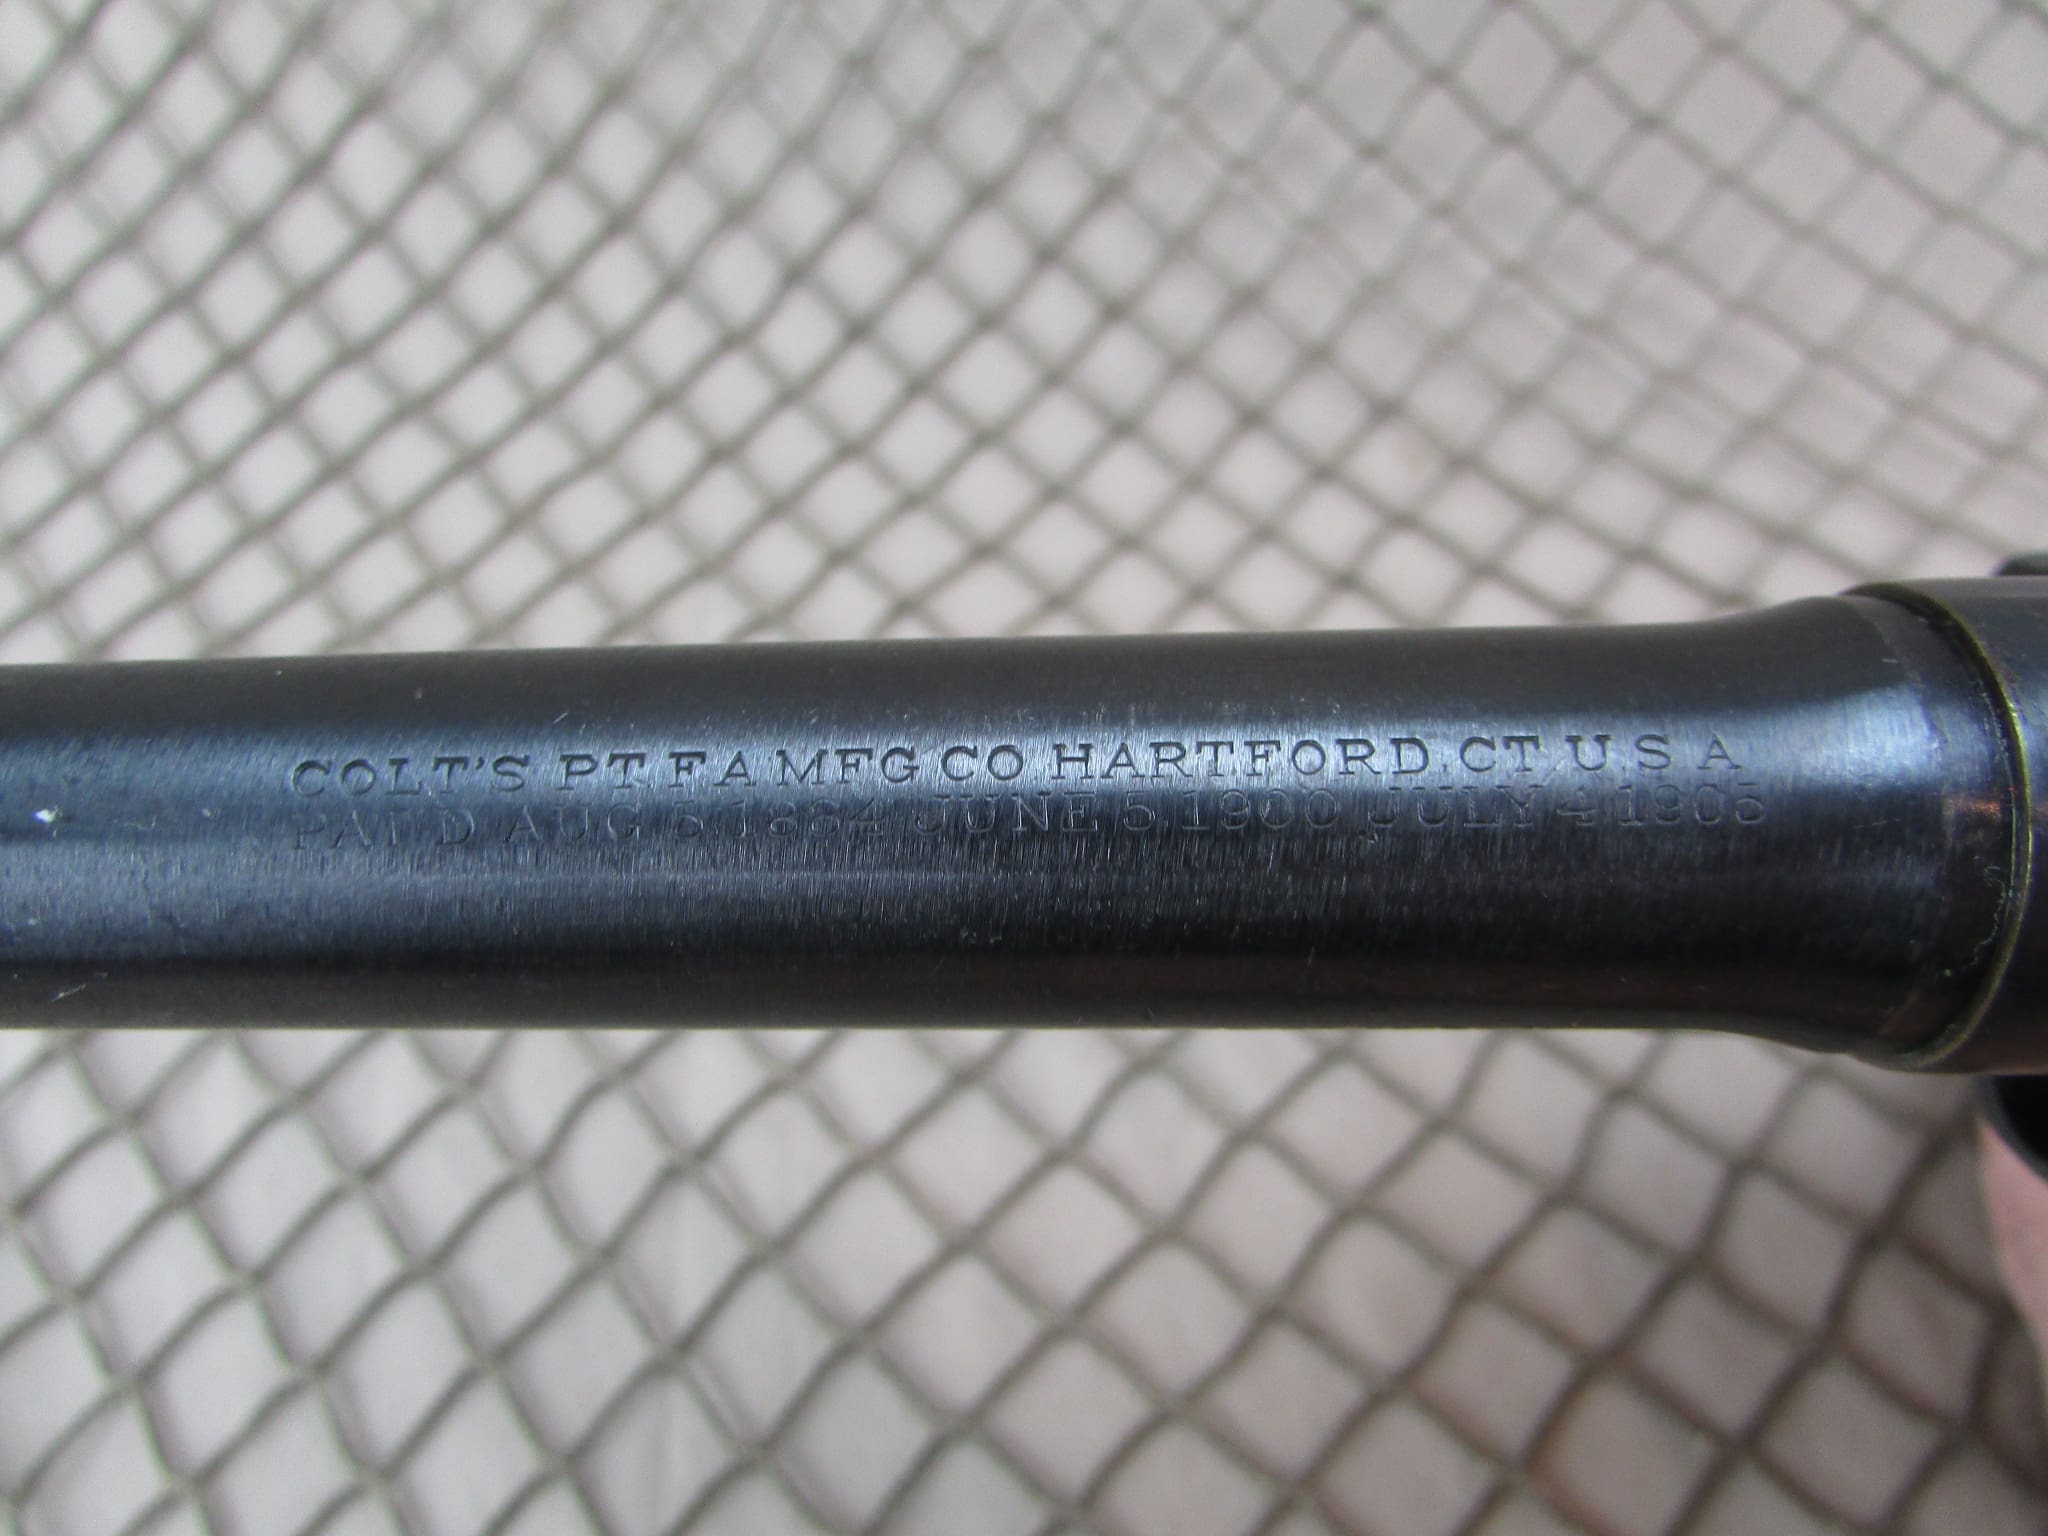 COLT'S PT. F.A. MFG. CO. HARTFORD, CT. U.S.A.
PAT'D AUG. 5, 1884 JUNE 5, 1900 JULY 4, 1905